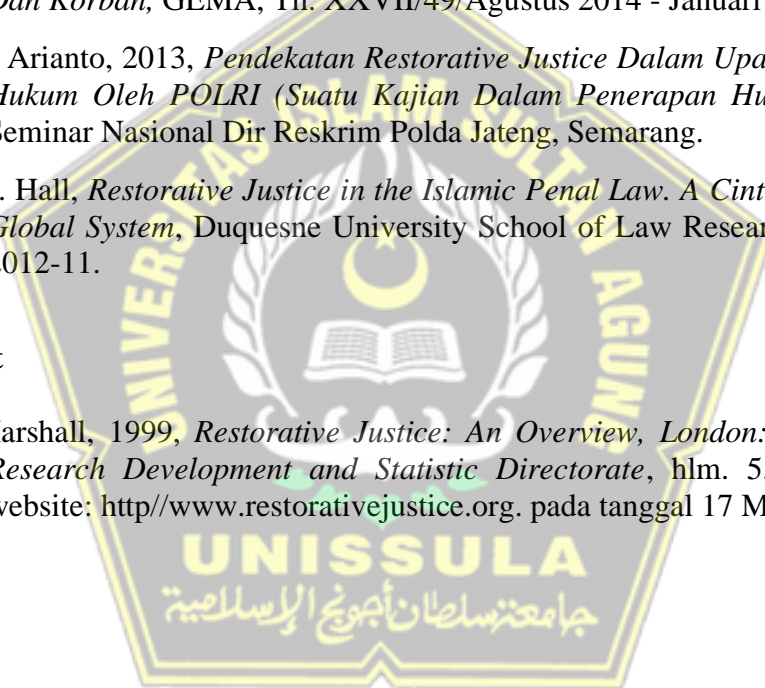 Dan Korban, GEMA, Th. XXVII/49/Agustus 2014 - Januari
Arianto, 2013, Pendekatan Restorative Justice Dalam Upa
Hukum Oleh POLRI (Suatu Kajian Dalam Penerapan Hu
Seminar Nasional Dir Reskrim Polda Jateng, Semarang.
. Hall, Restorative Justice in the Islamic Penal Law. A Cint
Global System, Duquesne University School of Law Resear
2012-11.
t
Marshall, 1999, Restorative Justice: An Overview, London:
Research Development and Statistic Directorate, hlm. 5.
website: http//www.restorativejustice.org. pada tanggal 17 M
UNIVERSITAS ISLAM SULTAN AGUNG
UNISSULA
جامعة سلطان أجونج الإسلامية